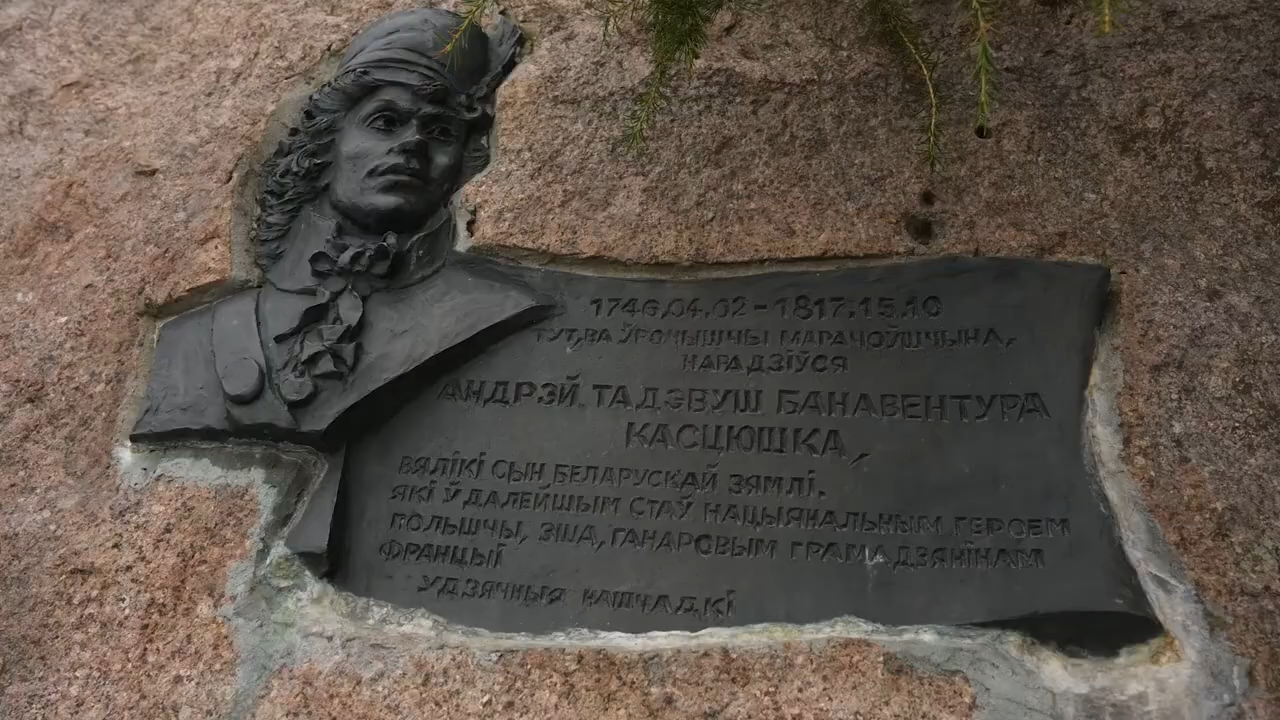 1746.04.02 - 1817.15.10
ТУТ, ВА ЎРОЧЫШЧЫ МАРАЧОЎШЧЫНА,
НАРАДЗІЎСЯ
АНДРЭЙ ТАДЭВУШ БАНАВЕНТУРА
КАСЦЮШКА,
ВЯЛІКІ СЫН БЕЛАРУСКАЙ ЗЯМЛІ.
ЯКІ Ў ДАЛЕЙШЫМ СТАЎ НАЦЫЯНАЛЬНЫМ ГЕРОЕМ
ПОЛЬШЧЫ, ЗША, ГАНАРОВЫМ ГРАМАДЗЯНІНАМ
ФРАНЦЫІ
УДЗЯЧНЫЯ НАШЧАДКІ